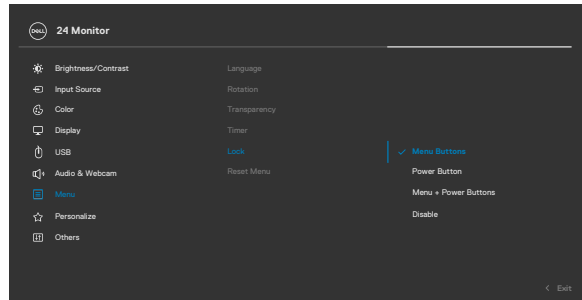 DELL 24 Monitor
Brightness/Contrast
Input Source
Color
Display
USB
Audio & Webcam
Menu
Personalize
Others
Language
Rotation
Transparency
Timer
Lock
Reset Menu
Menu Buttons
Power Button
Menu + Power Buttons
Disable
Exit